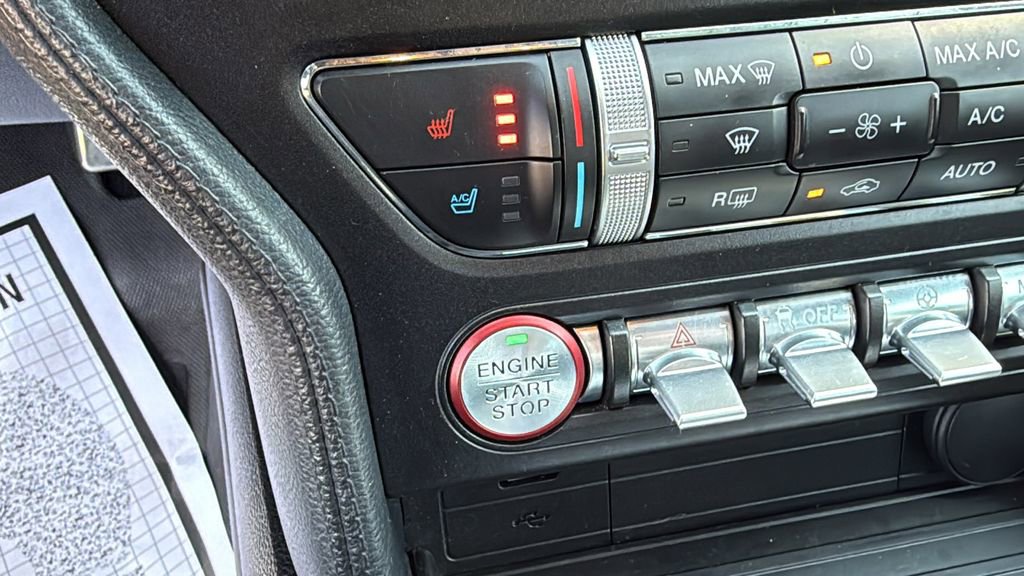 MAX
MAX A/C
A/C
A/C
R
AUTO
OFF
ENGINE
START
STOP
N